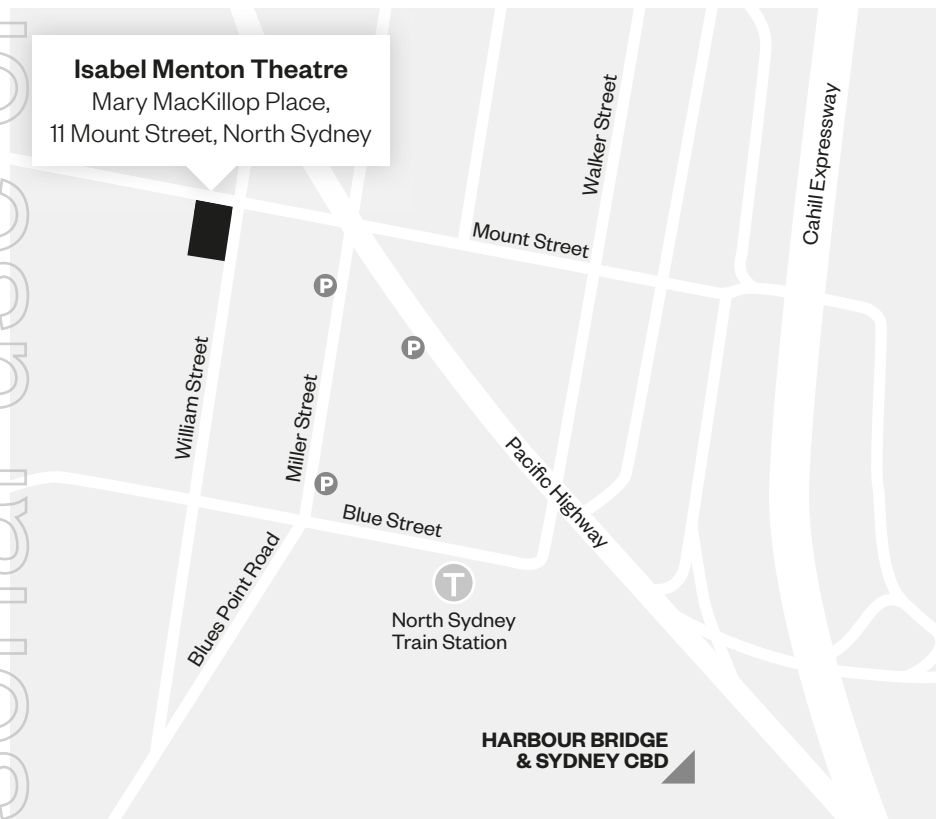 Isabel Menton Theatre
Mary MacKillop Place,
11 Mount Street, North Sydney
Walker Street
Cahill Expressway
Mount Street
P
P
William Street
Miller Street
P
Pacific Highway
Blue Street
Blues Point Road
T
North Sydney
Train Station
HARBOUR BRIDGE
& SYDNEY CBD